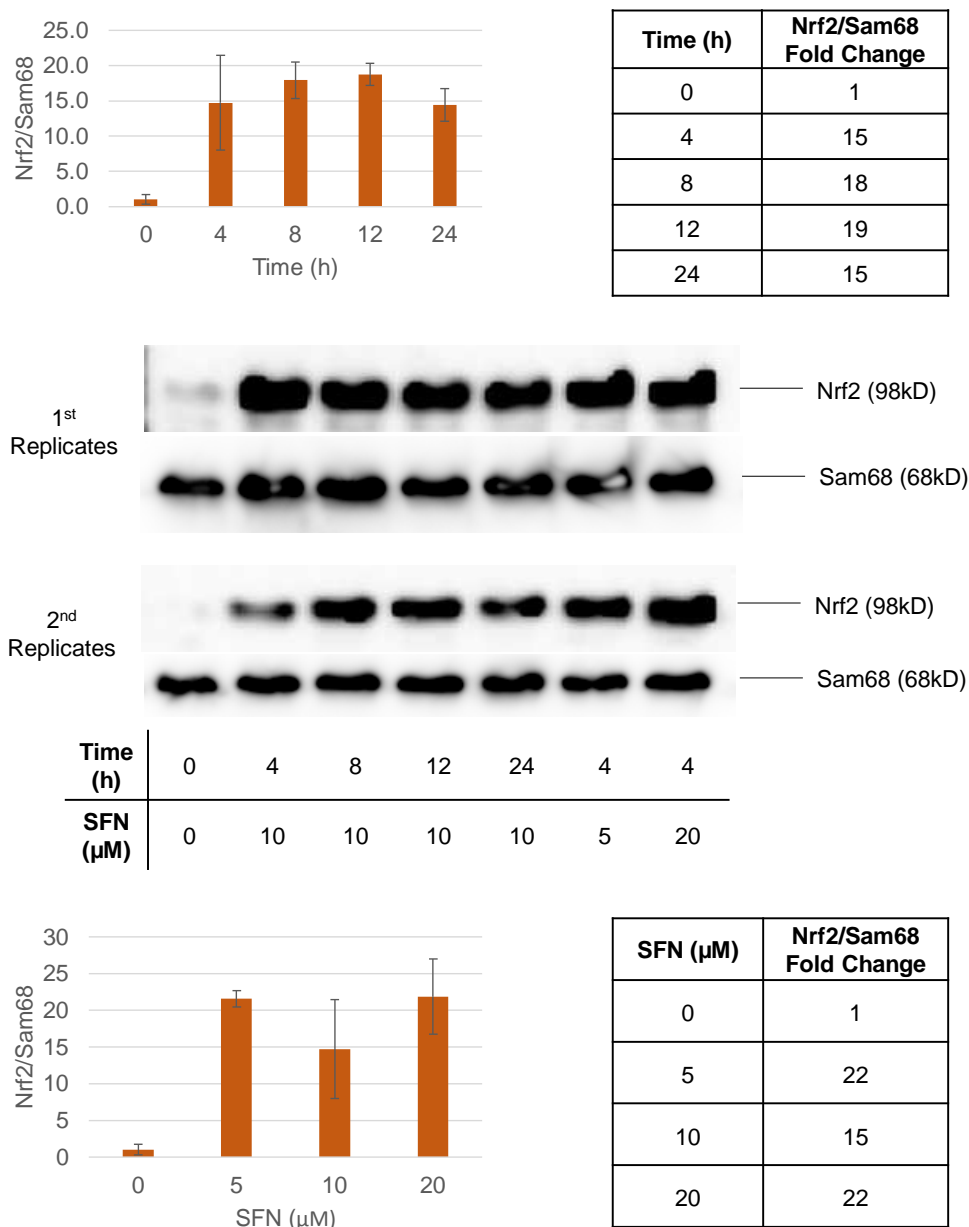 25.0
20.0
15.0
10.0
5.0
0.0
Nrf2/Sam68
0 4 8 12 24
Time (h)
Time (h) Nrf2/Sam68
Fold Change
0 1
4 15
8 18
12 19
24 15
1st
Replicates
Nrf2 (98kD)
Sam68 (68kD)
2nd
Replicates
Nrf2 (98kD)
Sam68 (68kD)
Time
(h) 0 4 8 12 24 4 4
SFN
(µM) 0 10 10 10 10 5 20
30
25
20
15
10
5
0
Nrf2/Sam68
0 5 10 20
SFN (µM)
SFN (µM) Nrf2/Sam68
Fold Change
0 1
5 22
10 15
20 22